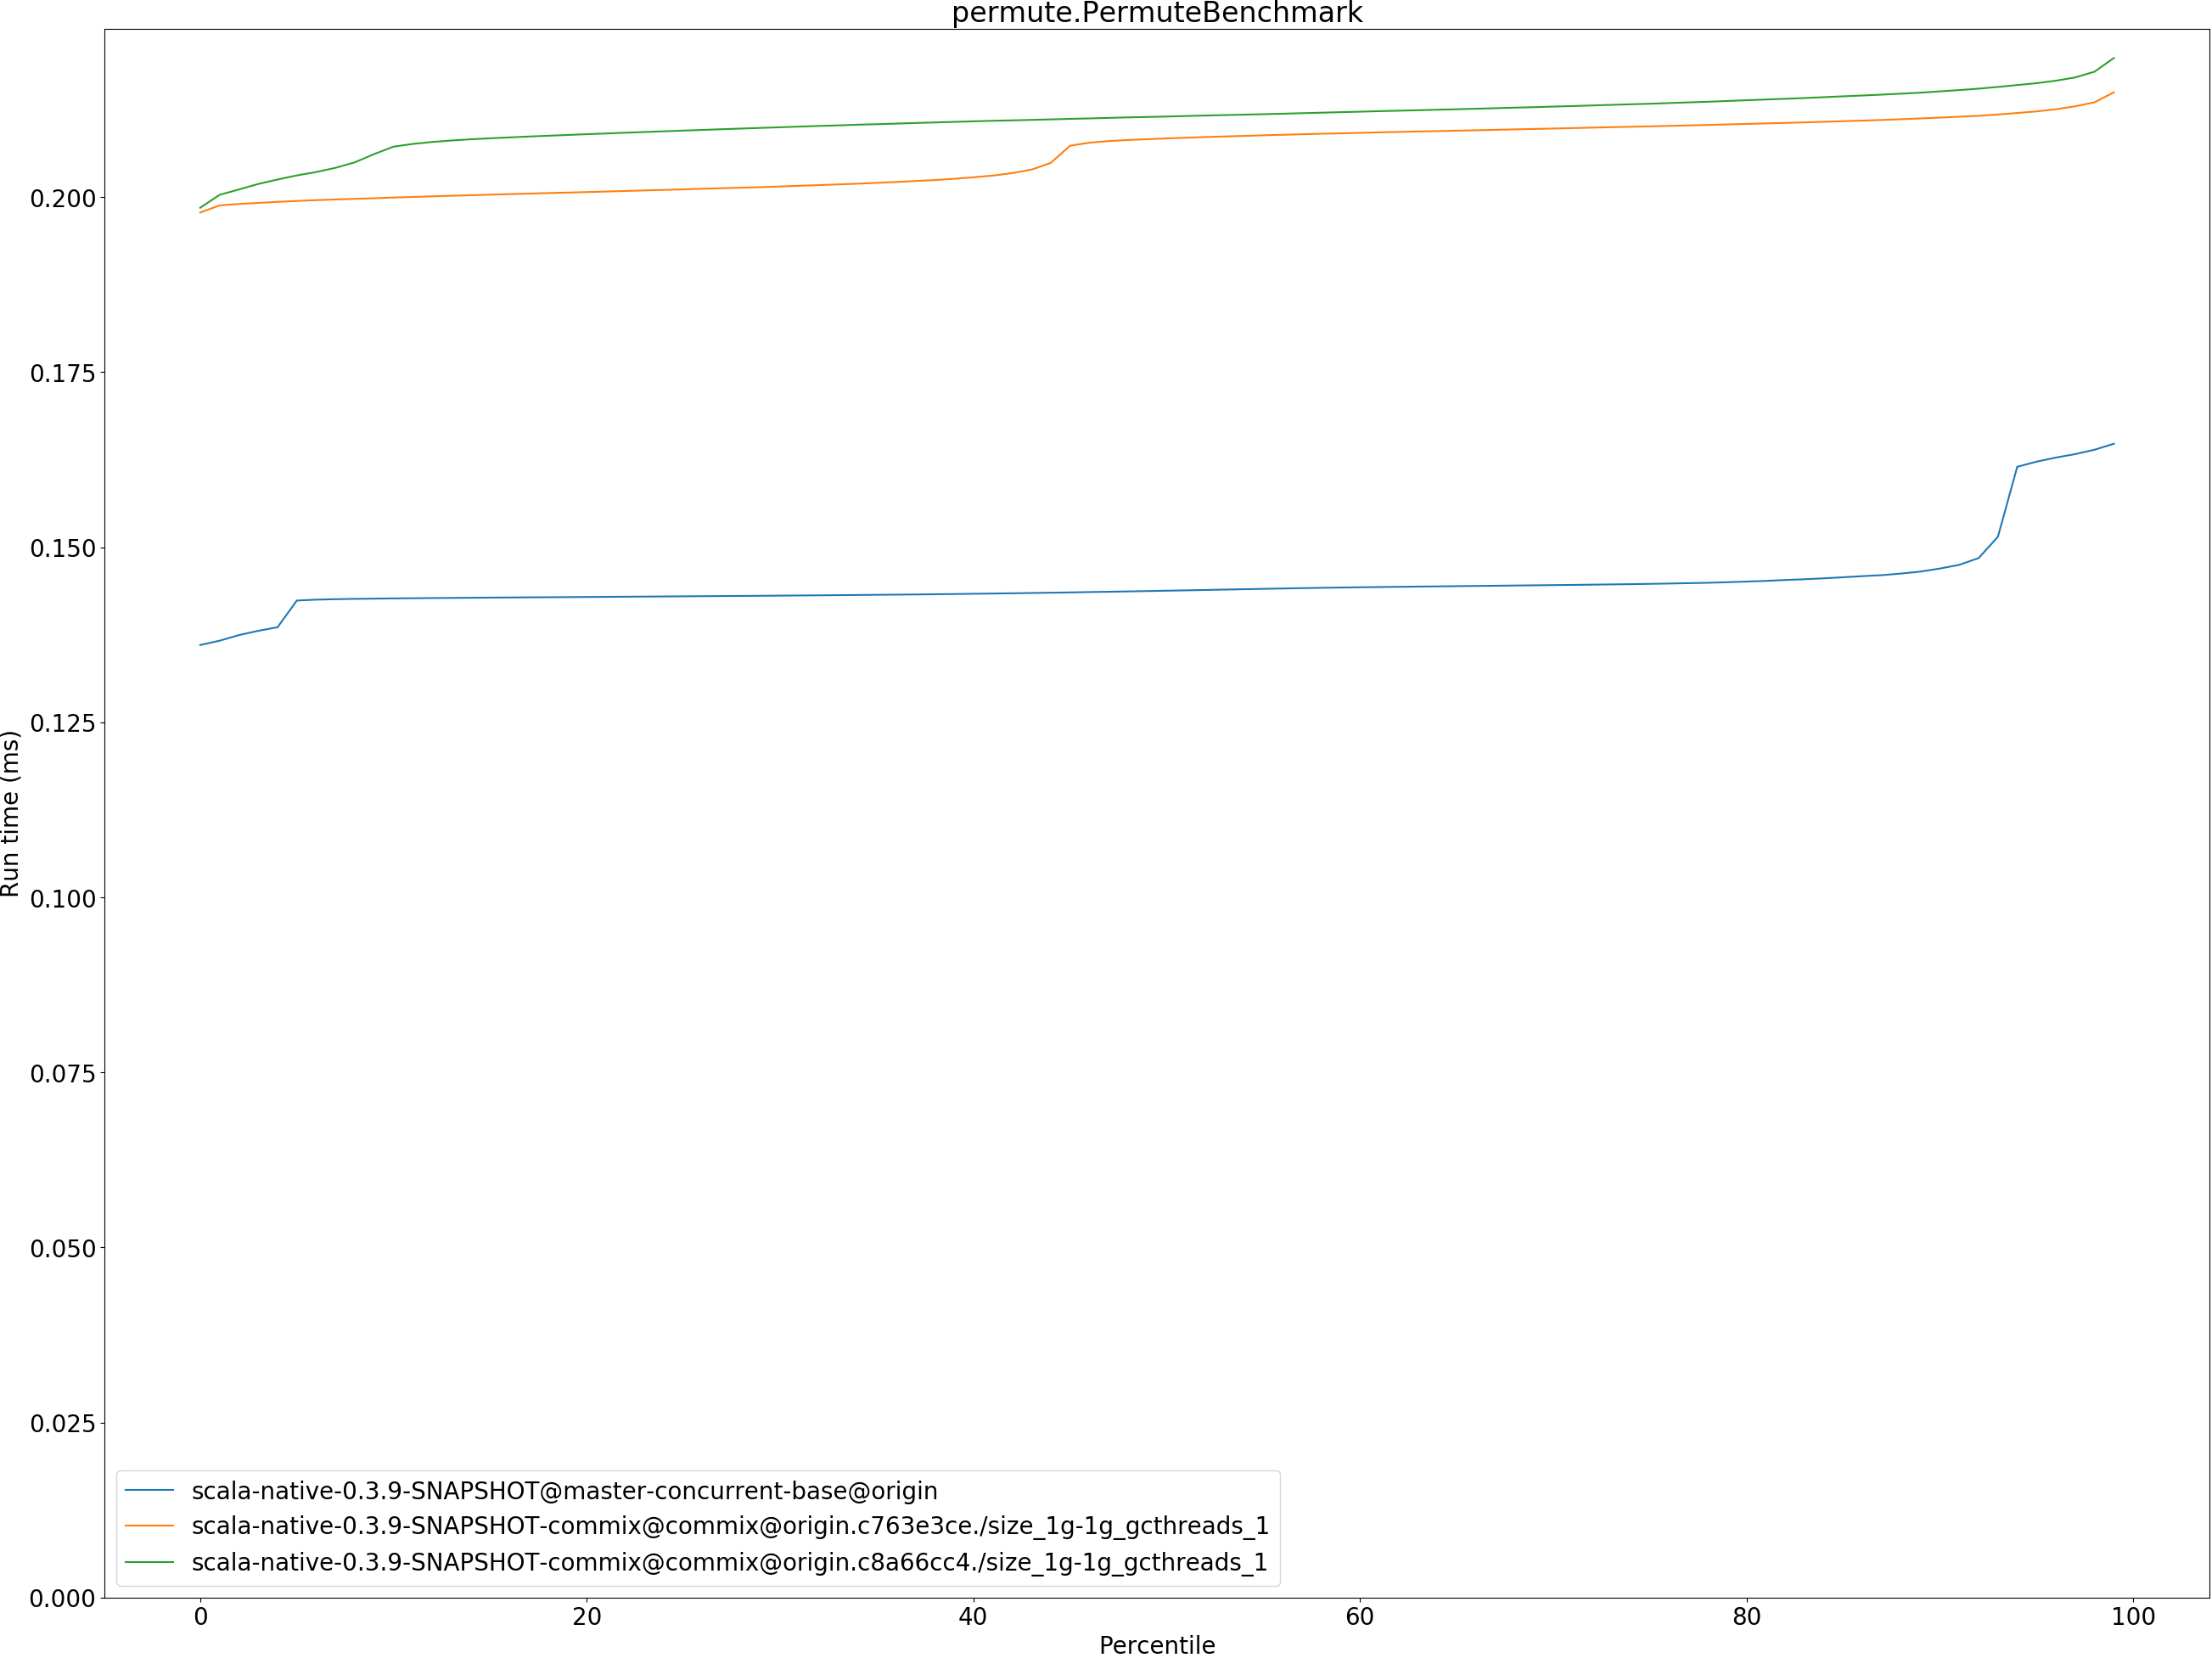 permute.PermuteBenchmark
Run time (ms)
0.200
0.175
0.150
0.125
0.100
0.075
0.050
0.025
0.000
scala-native-0.3.9-SNAPSHOT@master-concurrent-base@origin
scala-native-0.3.9-SNAPSHOT-commix@commix@origin.c763e3ce./size_1g-1g_gcthreads_1
scala-native-0.3.9-SNAPSHOT-commix@commix@origin.c8a66cc4./size_1g-1g_gcthreads_1
0 20 40 60 80 100
Percentile